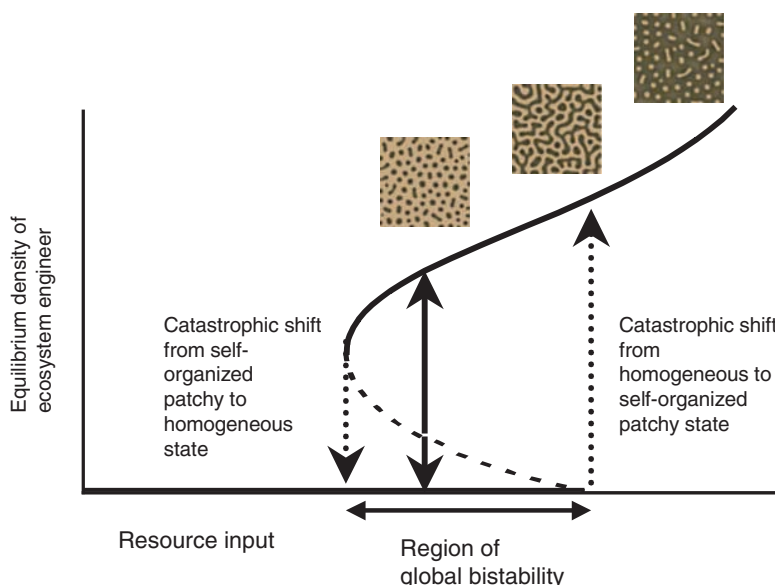 Equilibrium density of
ecosystem engineer
Catastrophic shift
from self-
organized
patchy to
homogeneous
state
Catastrophic shift
from
homogeneous to
self-organized
patchy state
Resource input
Region of
global bistability